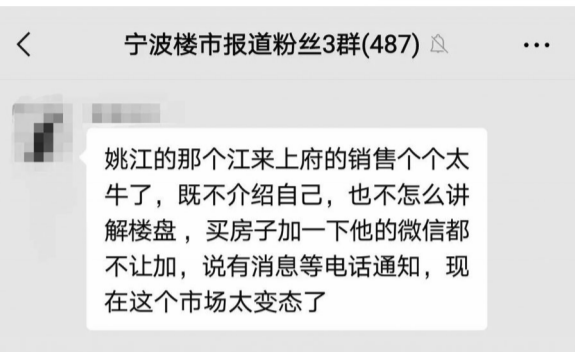 宁波楼市报道粉丝3群(487)
姚江的那个江来上府的销售个个太
牛了，既不介绍自己，也不怎么讲
解楼盘，买房子加一下他的微信都
不让加，说有消息等电话通知，现
在这个市场太变态了